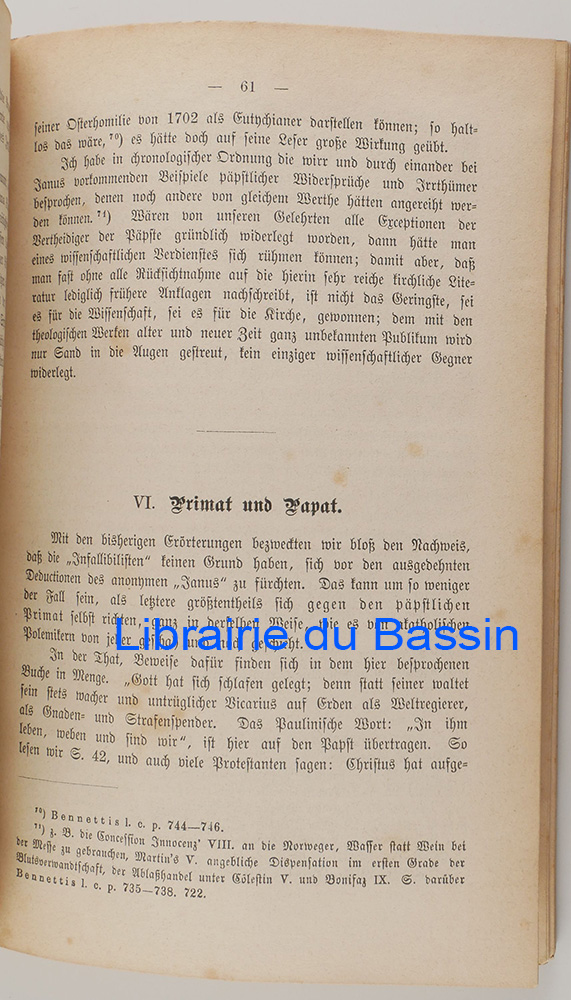 — 61 —
seiner Osterhomilie von 1702 als Eutychianer darstellen können; so halt-
los das wäre, ⁷⁰) es hätte doch auf seine Leser große Wirkung geübt.
Ich habe in chronologischer Ordnung die wirr und durch einander bei
Janus vorkommenden Beispiele päpstlicher Widersprüche und Irrthümer
besprochen, denen noch andere von gleichem Werthe hätten angereiht wer-
den können. ⁷¹) Wären von unseren Gelehrten alle Exceptionen der
Vertheidiger der Päpste gründlich widerlegt worden, dann hätte man
eines wissenschaftlichen Verdienstes sich rühmen können; damit aber, daß
man fast ohne alle Rücksichtnahme auf die hierin sehr reiche kirchliche Lite-
ratur lediglich frühere Anklagen nachschreibt, ist nicht das Geringste, sei
es für die Wissenschaft, sei es für die Kirche, gewonnen; dem mit den
theologischen Werken alter und neuer Zeit ganz unbekannten Publikum wird
nur Sand in die Augen gestreut, kein einziger wissenschaftlicher Gegner
widerlegt.
VI. Primat und Papat.
Mit den bisherigen Erörterungen bezweckten wir bloß den Nachweis,
daß die „Infallibilisten" keinen Grund haben, sich vor den ausgedehnten
Deductionen des anonymen „Janus" zu fürchten. Das kann um so weniger
der Fall sein, als letztere größtentheils sich gegen den päpstlichen
Primat selbst richten, ganz in derselben Weise, wie es von akatholischen
Polemikern von jeher geschah und noch geschieht.
Librairie du Bassin
In der That, Beweise dafür finden sich in dem hier besprochenen
Buche in Menge. „Gott hat sich schlafen gelegt; denn statt seiner waltet
sein stets wacher und untrüglicher Vicarius auf Erden als Weltregierer,
als Gnaden- und Strafenspender. Das Paulinische Wort: „In ihm
leben, weben und sind wir", ist hier auf den Papst übertragen. So
lesen wir S. 42, und auch viele Protestanten sagen: Christus hat aufge-
⁷⁰) Bennettis l. c. p. 744—746.
⁷¹) z. B. die Concession Innocenz' VIII. an die Norweger, Wasser statt Wein bei
der Messe zu gebrauchen, Martin's V. angebliche Dispensation im ersten Grade der
Blutsverwandtschaft, der Ablaßhandel unter Cölestin V. und Bonifaz IX. S. darüber
Bennettis l. c. p. 735—738. 722.